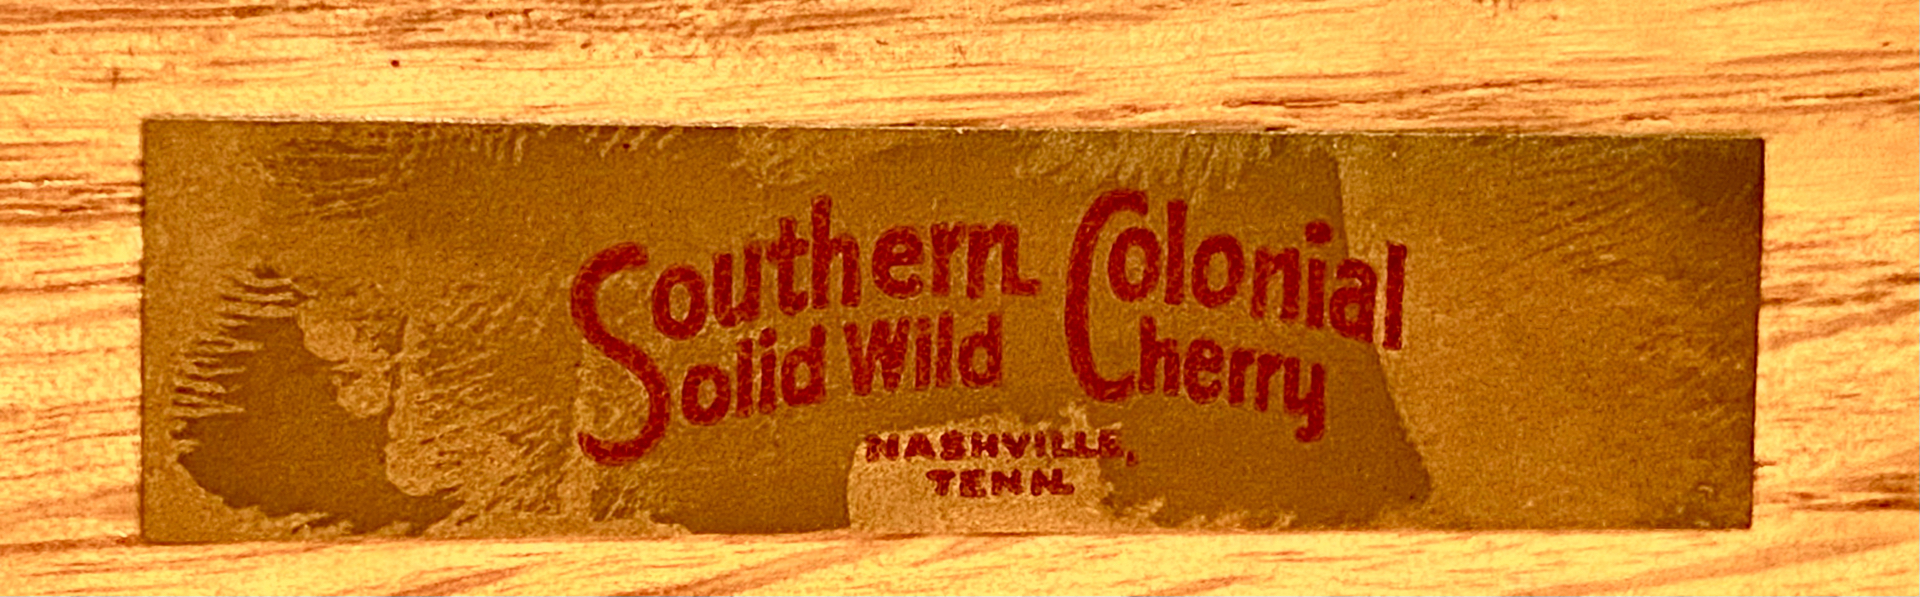 Southern Colonial
Solid Wild Cherry
NASHVILLE,
TENN.